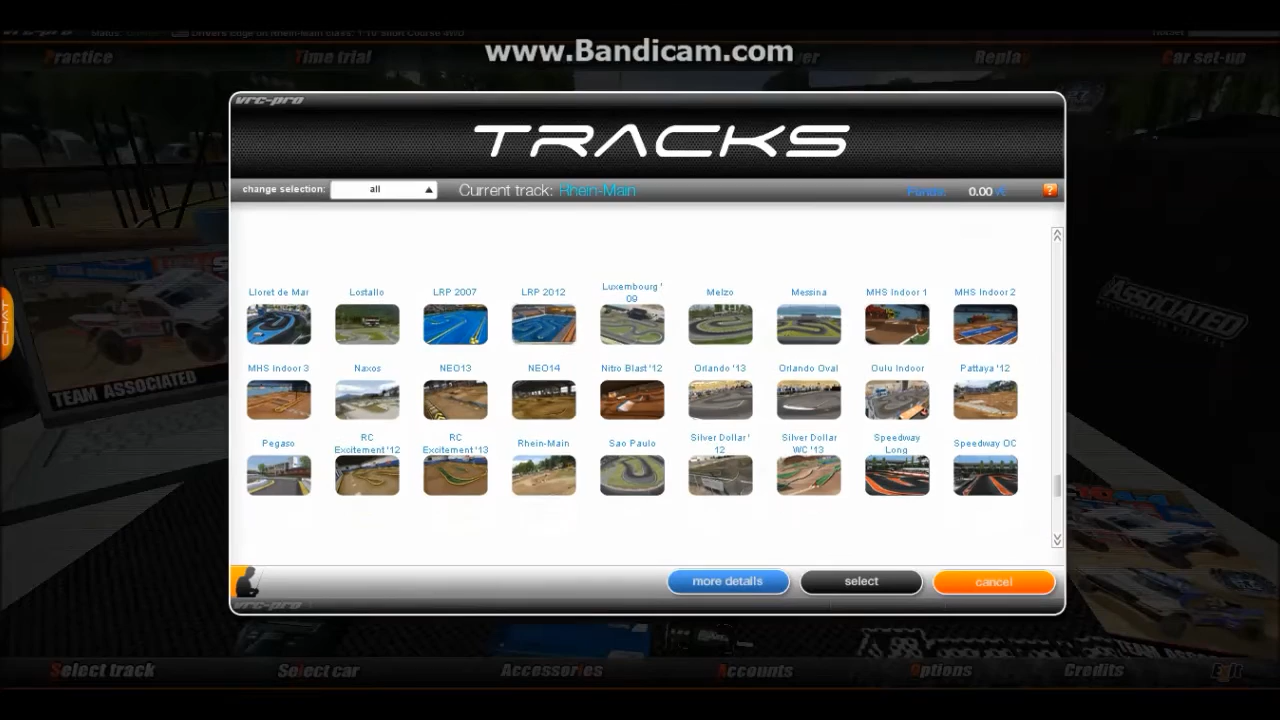 www.Bandicam.com
Practice
Time trial
Replay
Car set-up
vrc-pro
TRACKS
change selection: all
Current track: Rhein-Main
Funds: 0.00
?
CHAT
Lloret de Mar
Lostallo
LRP 2007
LRP 2012
Luxembourg '
09
Melzo
Messina
MHS Indoor 1
MHS Indoor 2
MHS Indoor 3
Naxos
NEO13
NEO14
Nitro Blast '12
Orlando '13
Orlando Oval
Oulu Indoor
Pattaya '12
Pegaso
RC
Excitement '12
RC
Excitement '13
Rhein-Main
Sao Paulo
Silver Dollar '
12
Silver Dollar
WC '13
Speedway
Long
Speedway OC
TEAM ASSOCIATED
ASSOCIATED
more details
select
cancel
vrc-pro
Select track
Select car
Accessories
Accounts
Options
Credits
Exit